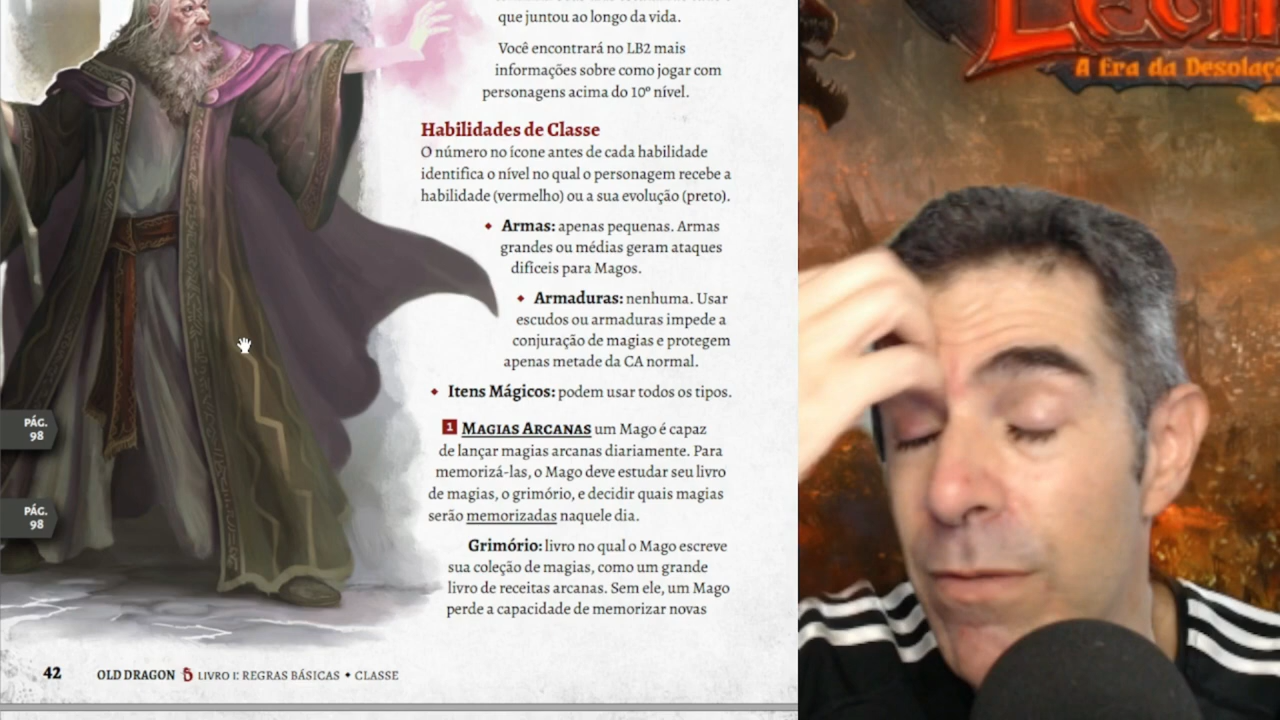 que juntou ao longo da vida.
Você encontrará no LB2 mais
informações sobre como jogar com
personagens acima do 10º nível.
Habilidades de Classe
O número no ícone antes de cada habilidade
identifica o nível no qual o personagem recebe a
habilidade (vermelho) ou a sua evolução (preto).
Armas: apenas pequenas. Armas
grandes ou médias geram ataques
difíceis para Magos.
Armaduras: nenhuma. Usar
escudos ou armaduras impede a
conjuração de magias e protegem
apenas metade da CA normal.
Itens Mágicos: podem usar todos os tipos.
1 MAGIAS ARCANAS um Mago é capaz
de lançar magias arcanas diariamente. Para
memorizá-las, o Mago deve estudar seu livro
de magias, o grimório, e decidir quais magias
serão memorizadas naquele dia.
Grimório: livro no qual o Mago escreve
sua coleção de magias, como um grande
livro de receitas arcanas. Sem ele, um Mago
perde a capacidade de memorizar novas
PÁG.
98
PÁG.
98
42 OLD DRAGON LIVRO I: REGRAS BÁSICAS • CLASSE
A Era da